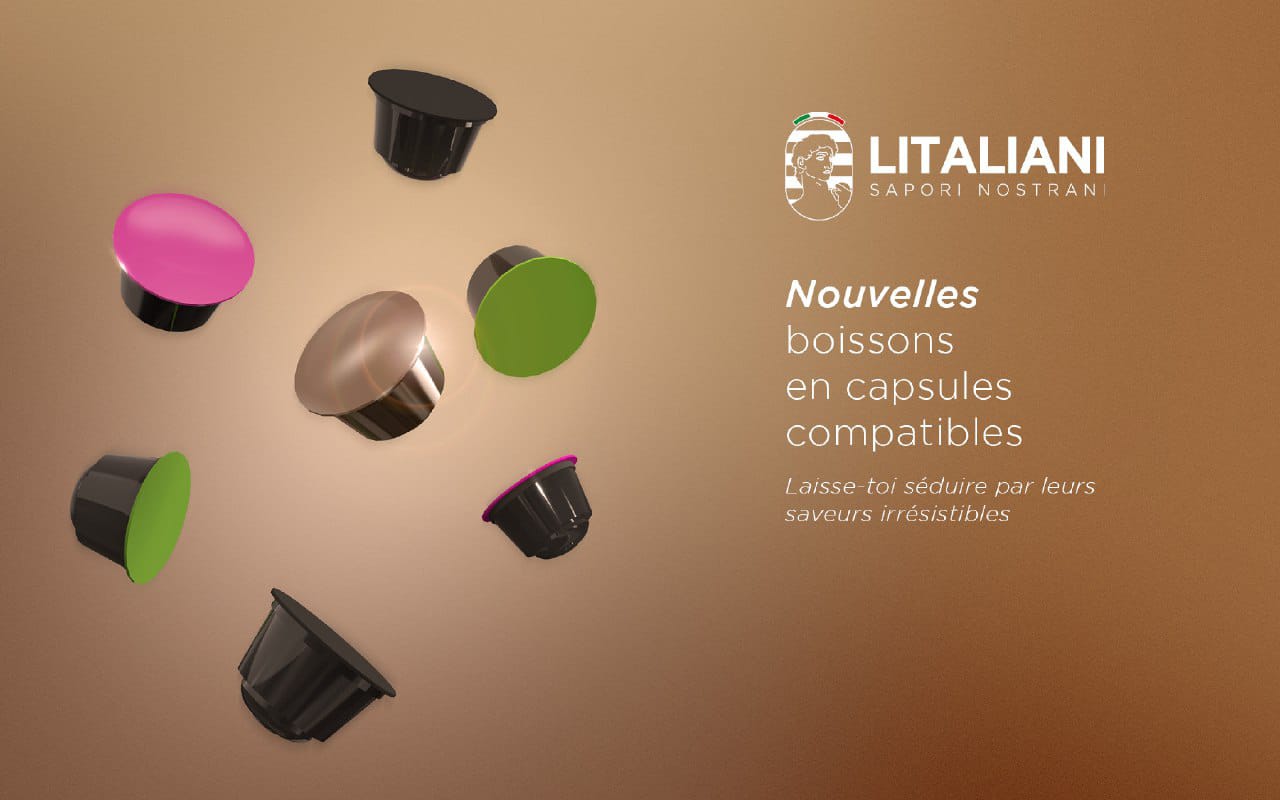 LITALIANI
SAPORI NOSTRANI
Nouvelles
boissons
en capsules
compatibles
Laisse-toi séduire par leurs
saveurs irrésistibles